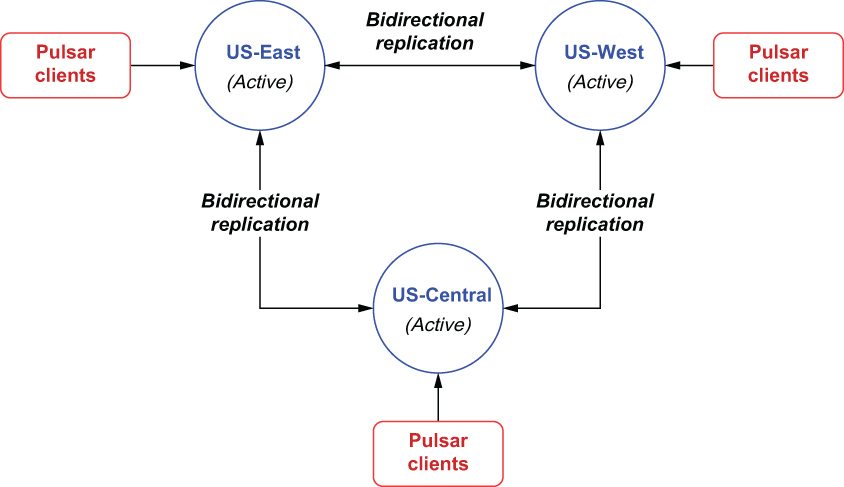 Bidirectional
replication
Pulsar
clients
US-East
(Active)
US-West
(Active)
Pulsar
clients
Bidirectional
replication
Bidirectional
replication
US-Central
(Active)
Pulsar
clients